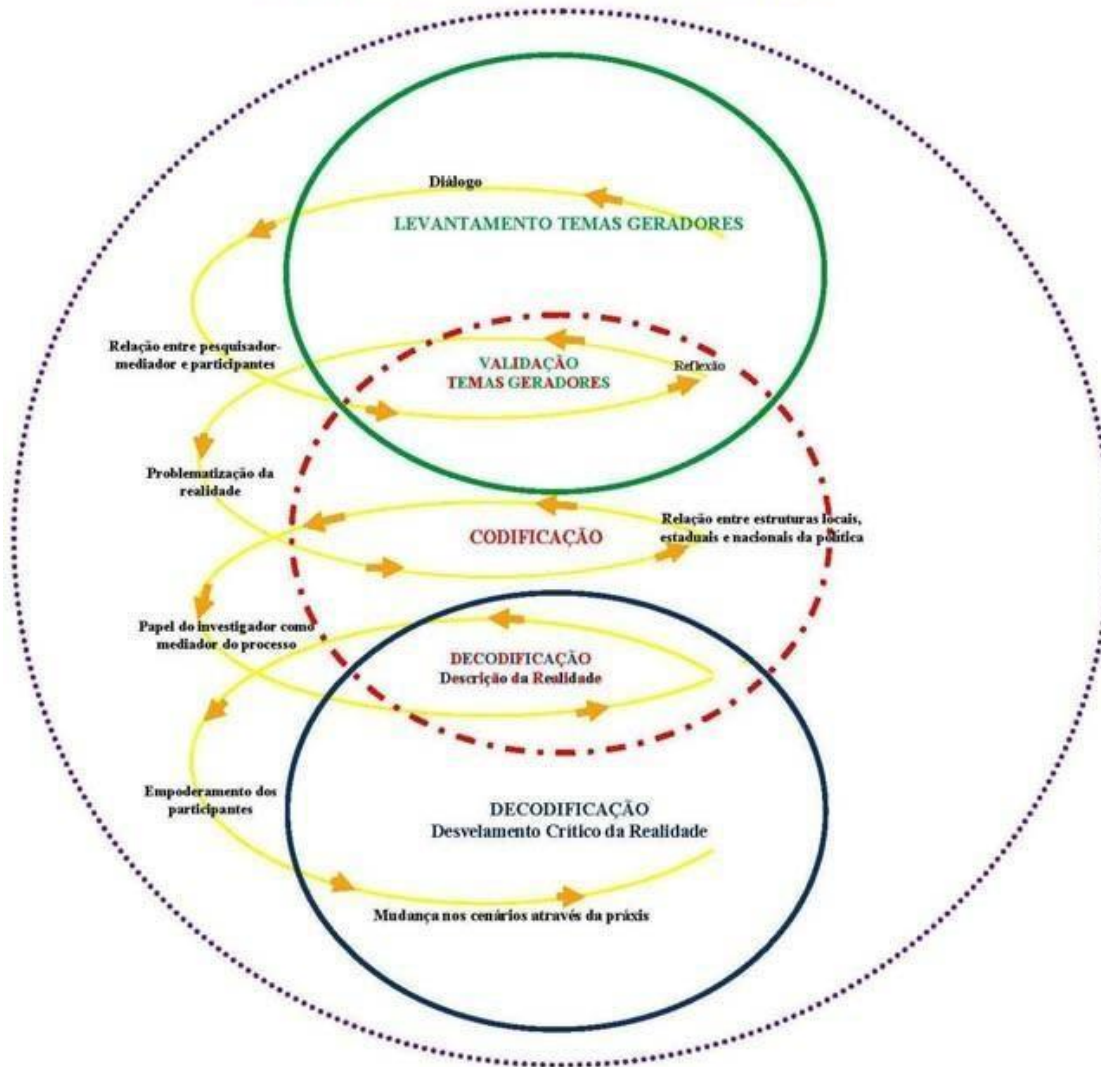 Diálogo
LEVANTAMENTO TEMAS GERADORES
Relação entre pesquisador-
mediador e participantes
VALIDAÇÃO
TEMAS GERADORES
Reflexão
Problematização da
realidade
CODIFICAÇÃO
Relação entre estruturas locais,
estaduais e nacionais da política
Papel do investigador como
mediador do processo
DECODIFICAÇÃO
Descrição da Realidade
Empoderamento dos
participantes
DECODIFICAÇÃO
Desvelamento Crítico da Realidade
Mudança nos cenários através da práxis